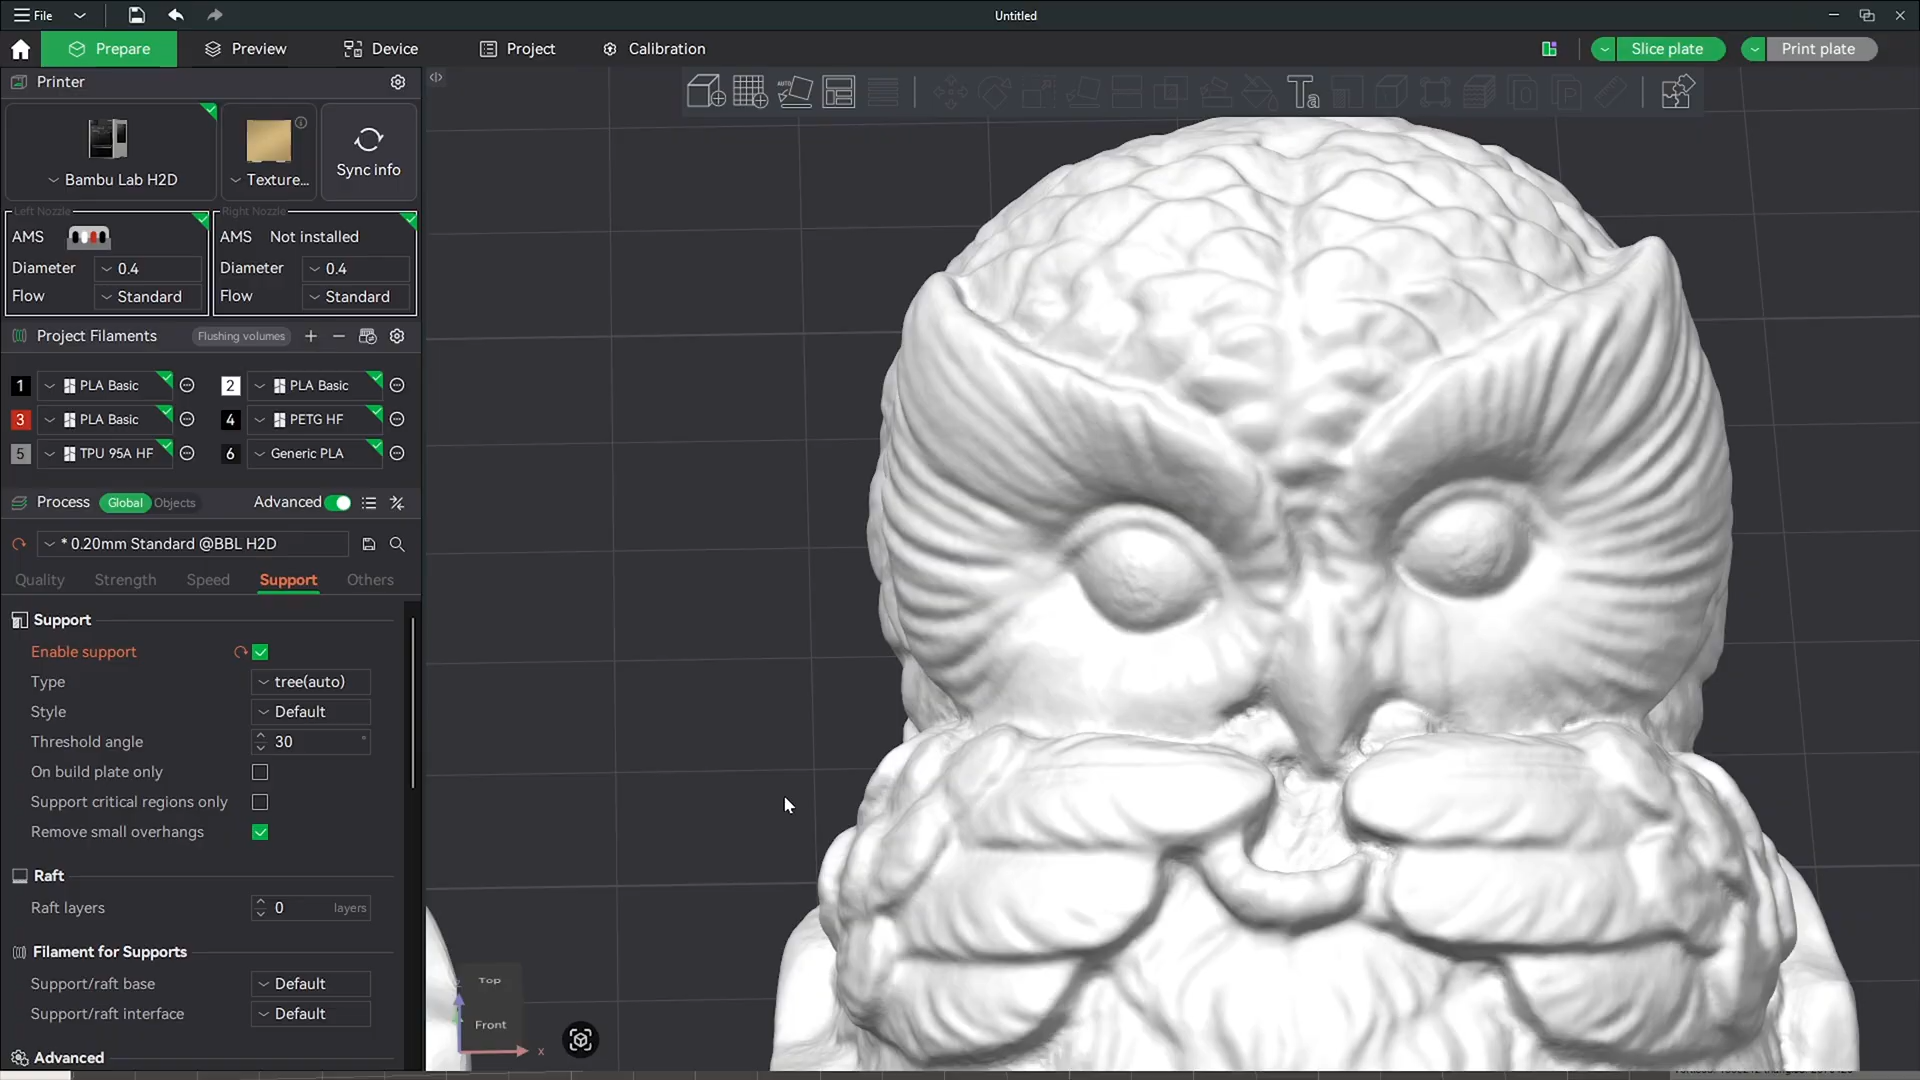 File
Untitled
Prepare
Preview
Device
Project
Calibration
Slice plate
Print plate
Printer
Bambu Lab H2D
Texture...
Sync info
Left Nozzle
Right Nozzle
AMS
AMS Not installed
Diameter 0.4
Diameter 0.4
Flow Standard
Flow Standard
Project Filaments
Flushing volumes
1 PLA Basic
2 PLA Basic
3 PLA Basic
4 PETG HF
5 TPU 95A HF
6 Generic PLA
Process Global Objects Advanced
* 0.20mm Standard @BBL H2D
Quality Strength Speed Support Others
Support
Enable support
Type tree(auto)
Style Default
Threshold angle 30 °
On build plate only
Support critical regions only
Remove small overhangs
Raft
Raft layers 0 layers
Filament for Supports
Support/raft base Default
Support/raft interface Default
Advanced
AUTO
Ta
Top
Front
x